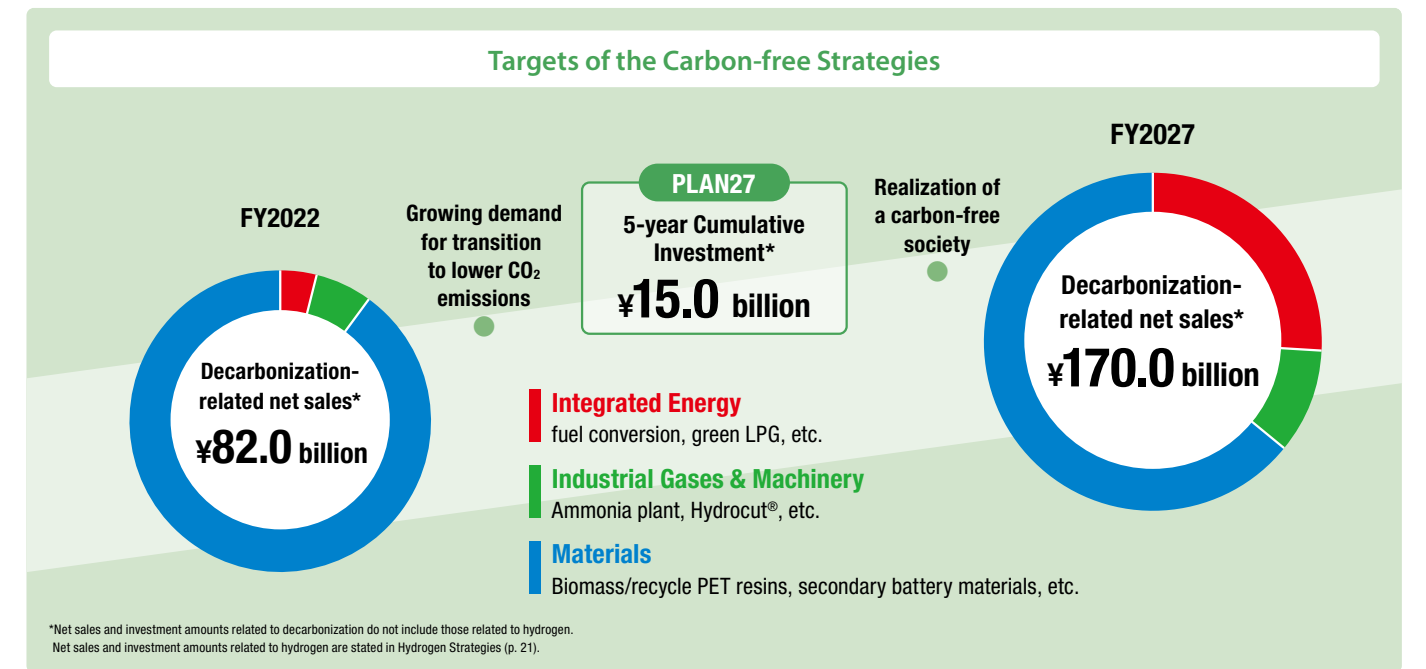 Targets of the Carbon-free Strategies
FY2022
Decarbonization-
related net sales*
¥82.0 billion
Growing demand
for transition
to lower CO₂
emissions
PLAN27
5-year Cumulative
Investment*
¥15.0 billion
Realization of
a carbon-free
society
FY2027
Decarbonization-
related net sales*
¥170.0 billion
Integrated Energy
fuel conversion, green LPG, etc.
Industrial Gases & Machinery
Ammonia plant, Hydrocut®, etc.
Materials
Biomass/recycle PET resins, secondary battery materials, etc.
*Net sales and investment amounts related to decarbonization do not include those related to hydrogen.
Net sales and investment amounts related to hydrogen are stated in Hydrogen Strategies (p. 21).